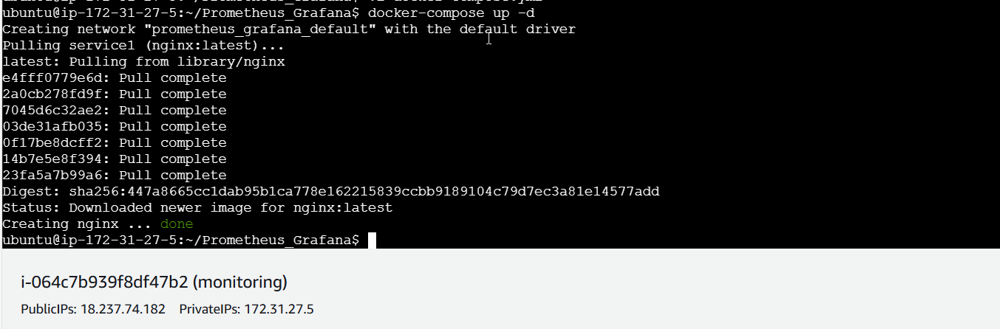 ubuntu@ip-172-31-27-5:~/Prometheus_Grafana$ docker-compose up -d
Creating network "prometheus_grafana_default" with the default driver
Pulling service1 (nginx:latest)...
latest: Pulling from library/nginx
e4fff0779e6d: Pull complete
2a0cb278fd9f: Pull complete
7045d6c32ae2: Pull complete
03de31afb035: Pull complete
0f17be8dcff2: Pull complete
14b7e5e8f394: Pull complete
23fa5a7b99a6: Pull complete
Digest: sha256:447a8665cc1dab95b1ca778e162215839ccbb9189104c79d7ec3a81e14577add
Status: Downloaded newer image for nginx:latest
Creating nginx ... done
ubuntu@ip-172-31-27-5:~/Prometheus_Grafana$
i-064c7b939f8df47b2 (monitoring)
PublicIPs: 18.237.74.182 PrivateIPs: 172.31.27.5